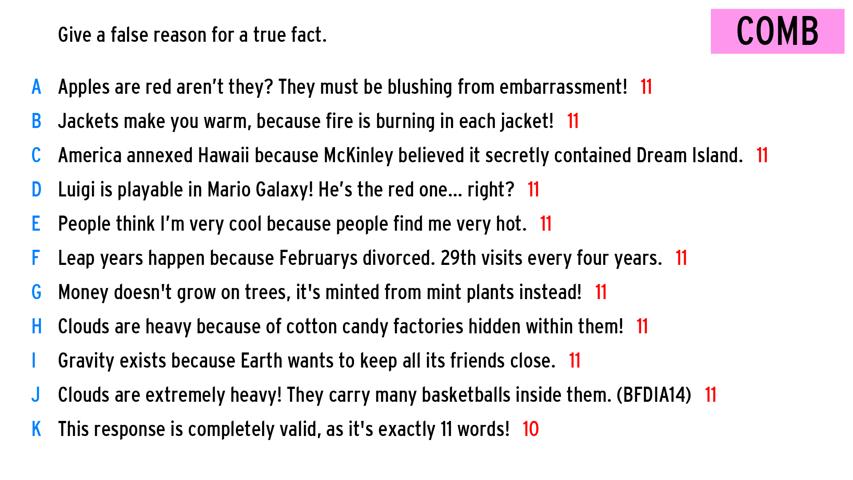 Give a false reason for a true fact.
COMB
A Apples are red aren't they? They must be blushing from embarrassment! 11
B Jackets make you warm, because fire is burning in each jacket! 11
C America annexed Hawaii because McKinley believed it secretly contained Dream Island. 11
D Luigi is playable in Mario Galaxy! He's the red one... right? 11
E People think I'm very cool because people find me very hot. 11
F Leap years happen because Februarys divorced. 29th visits every four years. 11
G Money doesn't grow on trees, it's minted from mint plants instead! 11
H Clouds are heavy because of cotton candy factories hidden within them! 11
I Gravity exists because Earth wants to keep all its friends close. 11
J Clouds are extremely heavy! They carry many basketballs inside them. (BFDIA14) 11
K This response is completely valid, as it's exactly 11 words! 10